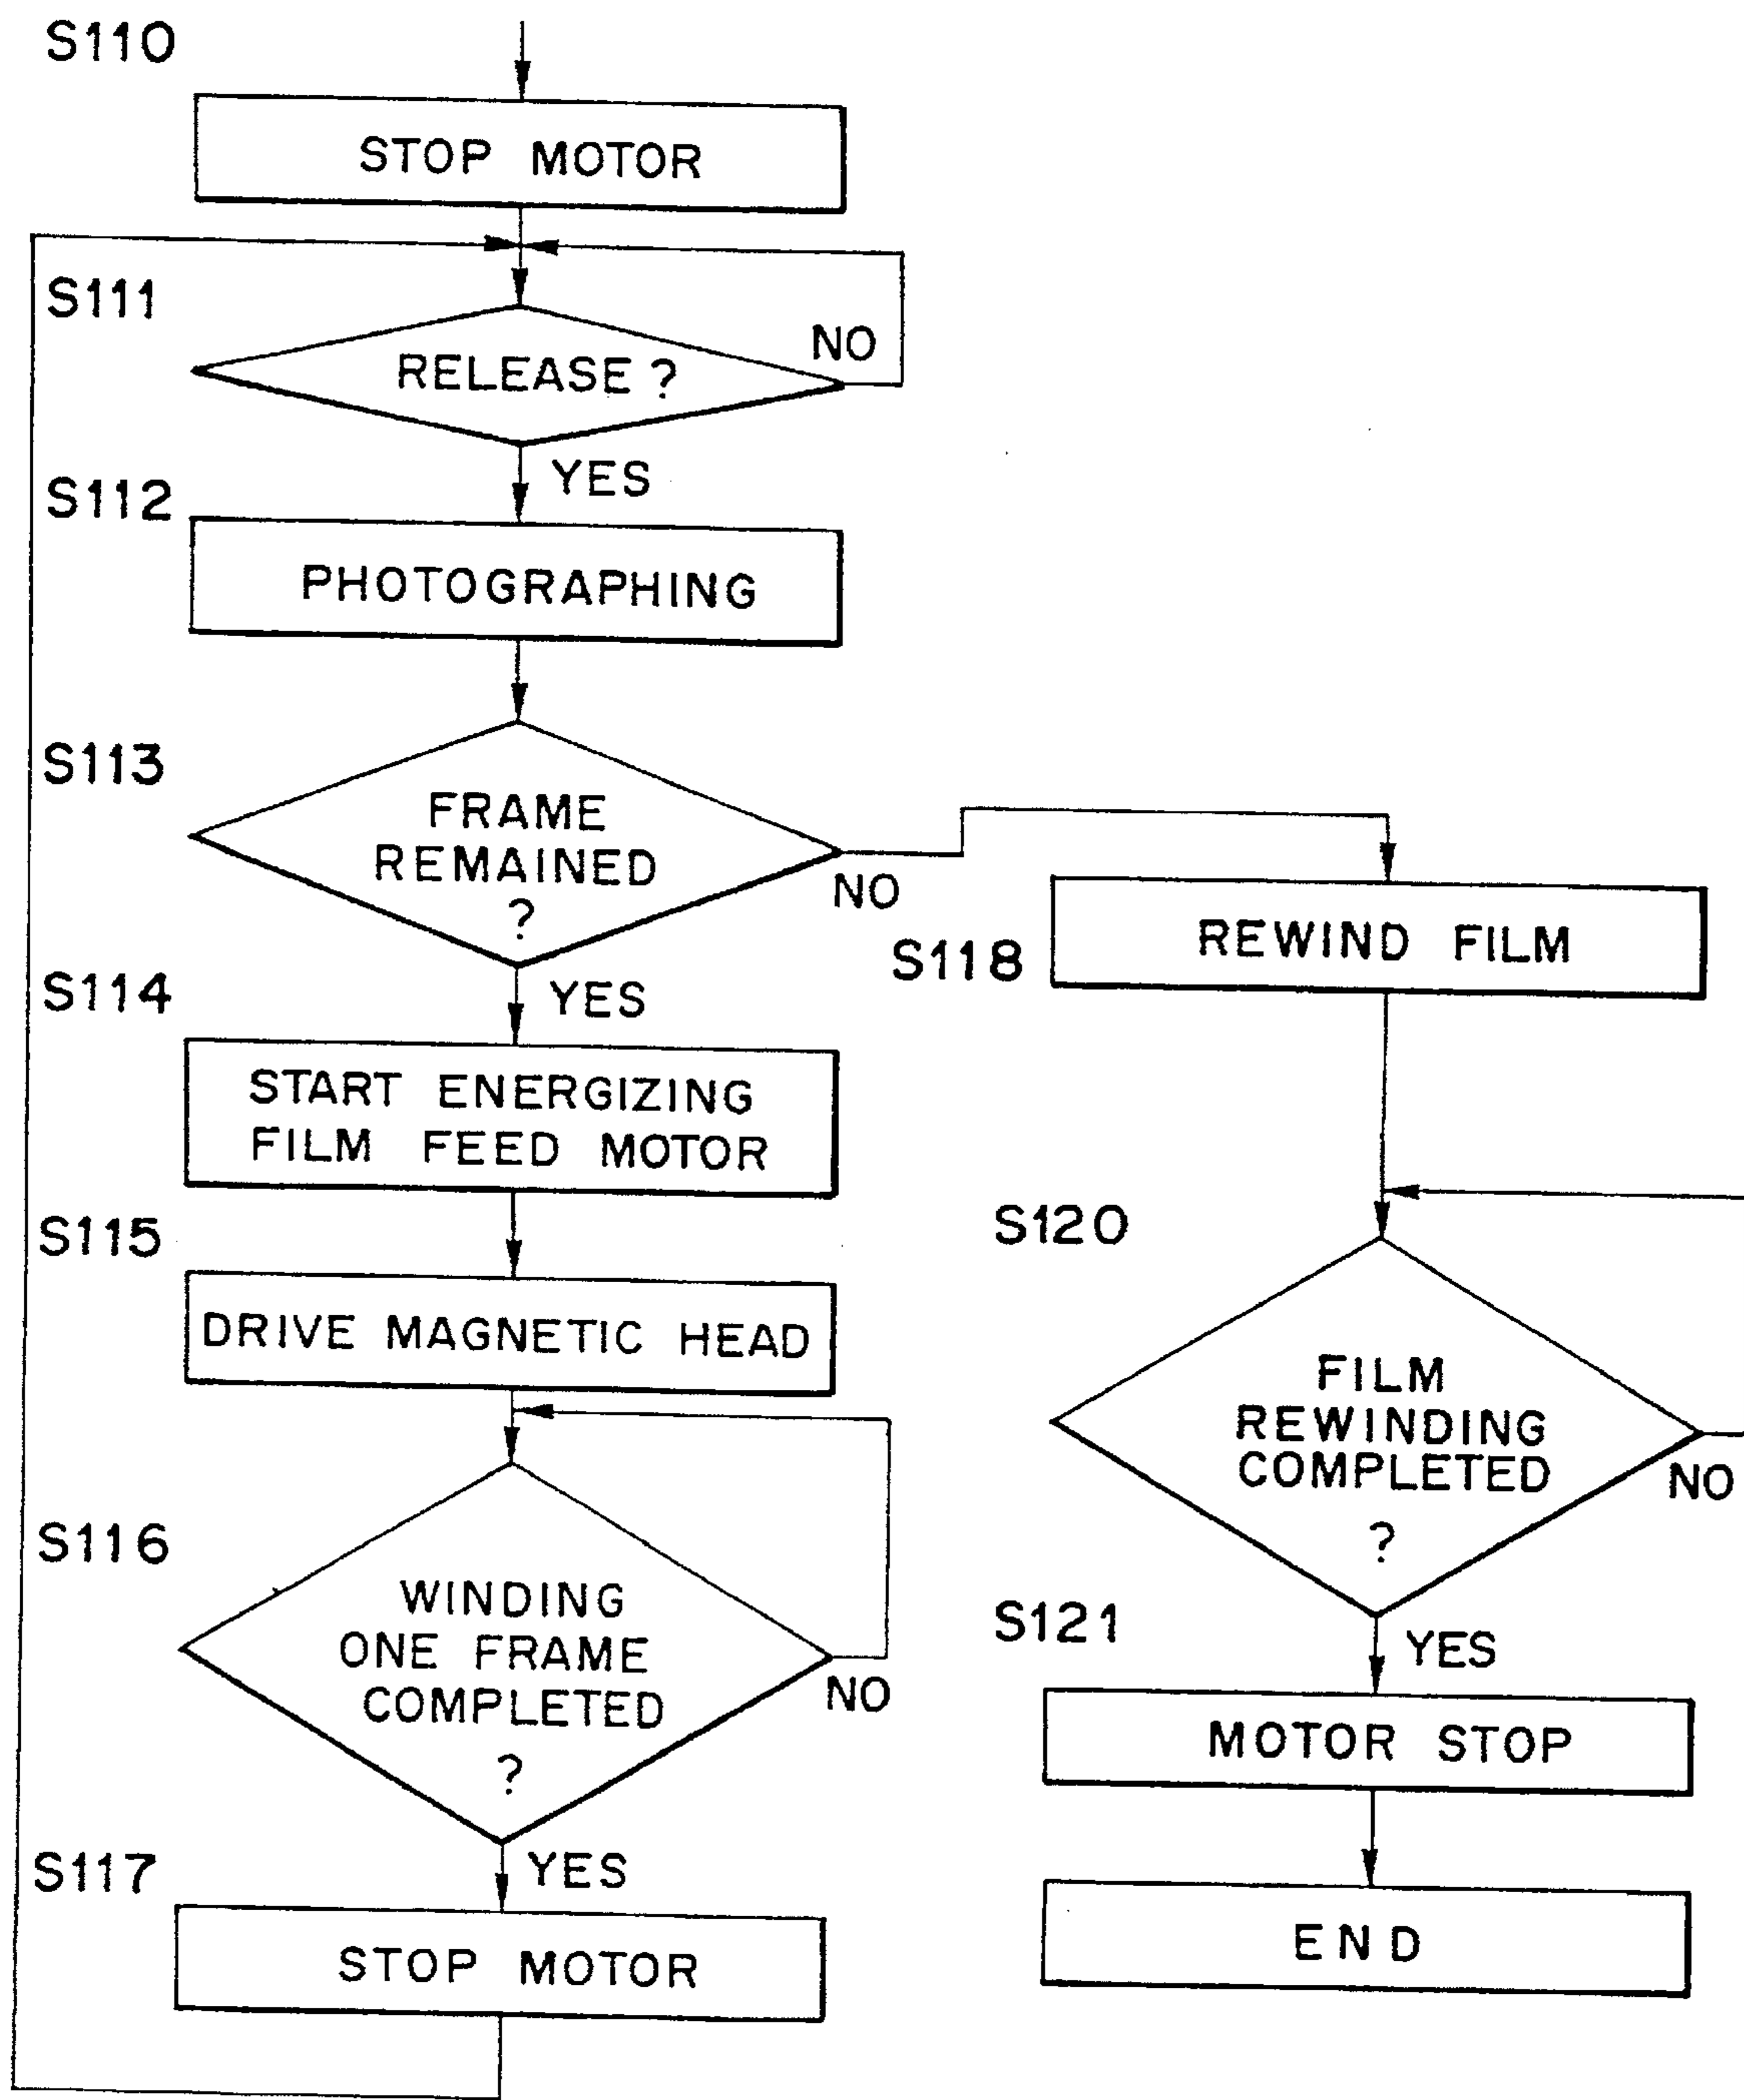 S110
STOP MOTOR
S111
RELEASE ?
NO
YES
S112
PHOTOGRAPHING
S113
FRAME
REMAINED
?
NO
YES
S114
START ENERGIZING
FILM FEED MOTOR
S115
DRIVE MAGNETIC HEAD
S116
WINDING
ONE FRAME
COMPLETED
?
NO
YES
S117
STOP MOTOR
S118
REWIND FILM
S120
FILM
REWINDING
COMPLETED
?
NO
YES
S121
MOTOR STOP
END